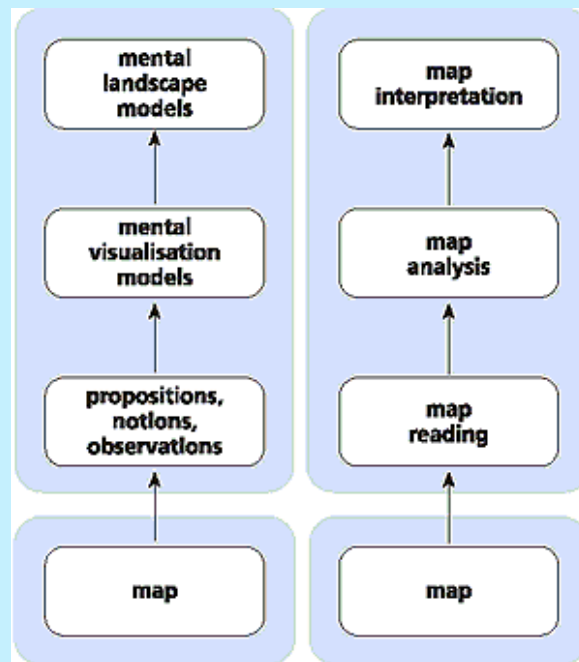 mental
landscape
models
mental
visualisation
models
propositions,
notions,
observations
map
map
interpretation
map
analysis
map
reading
map